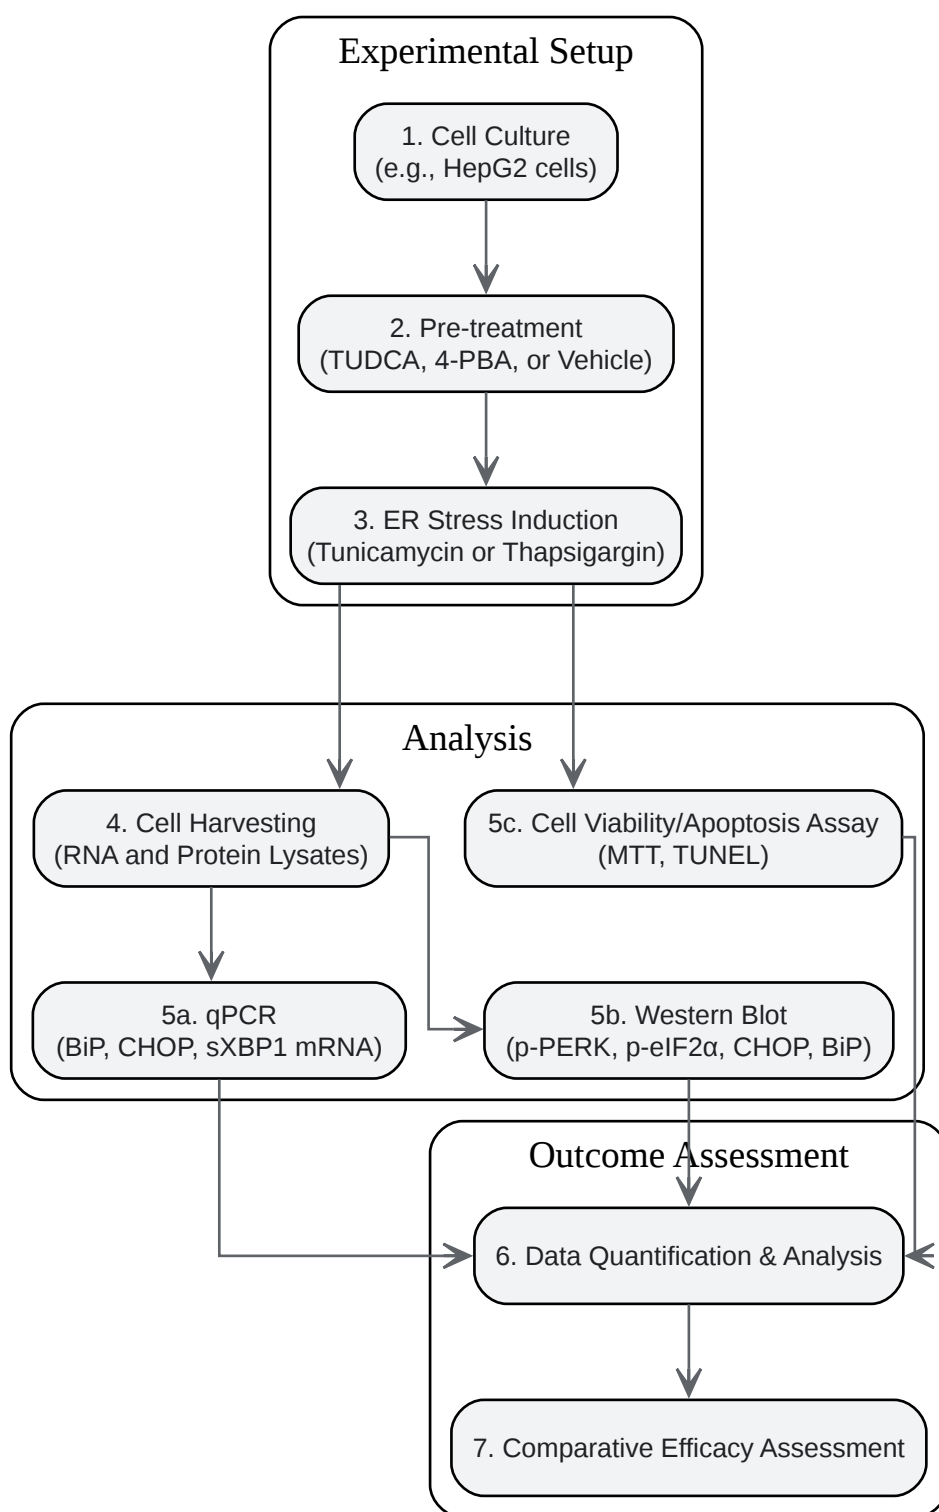 Experimental Setup
1. Cell Culture
(e.g., HepG2 cells)
2. Pre-treatment
(TUDCA, 4-PBA, or Vehicle)
3. ER Stress Induction
(Tunicamycin or Thapsigargin)
Analysis
4. Cell Harvesting
(RNA and Protein Lysates)
5c. Cell Viability/Apoptosis Assay
(MTT, TUNEL)
5a. qPCR
(BiP, CHOP, sXBP1 mRNA)
5b. Western Blot
(p-PERK, p-eIF2α, CHOP, BiP)
Outcome Assessment
6. Data Quantification & Analysis
7. Comparative Efficacy Assessment